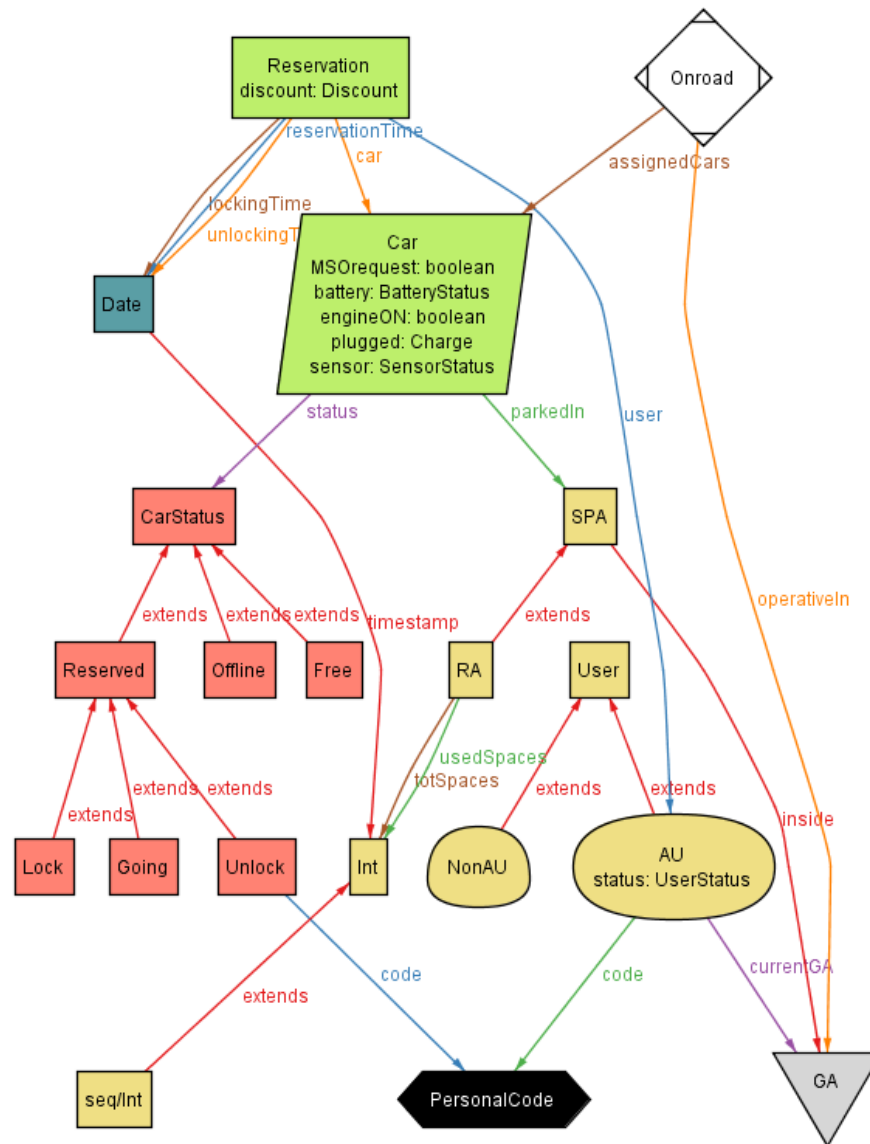 Reservation
discount: Discount
Onroad
reservationTime
car
assignedCars
lockingTime
unlockingT
Car
MSOrequest: boolean
battery: BatteryStatus
engineON: boolean
plugged: Charge
sensor: SensorStatus
Date
status
parkedIn
user
CarStatus
SPA
extends
extends
extends
timestamp
extends
operativeIn
Reserved
Offline
Free
RA
User
usedSpaces
totSpaces
extends
extends
extends
extends
extends
inside
Lock
Going
Unlock
Int
NonAU
AU
status: UserStatus
extends
code
code
currentGA
seq/Int
PersonalCode
GA